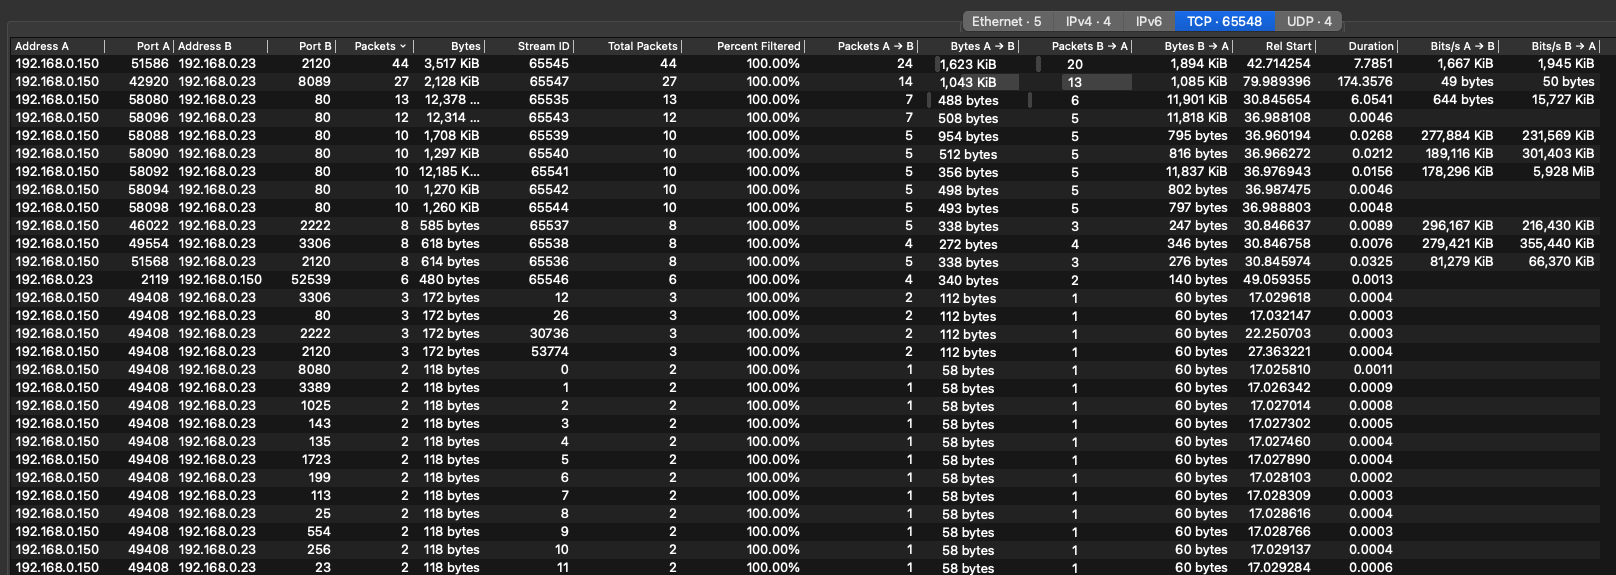 Ethernet · 5 IPv4 · 4 IPv6 TCP · 65548 UDP · 4
Address A Port A Address B Port B Packets Bytes Stream ID Total Packets Percent Filtered Packets A → B Bytes A → B Packets B → A Bytes B → A Rel Start Duration Bits/s A → B Bits/s B → A
192.168.0.150 51586 192.168.0.23 2120 44 3,517 KiB 65545 44 100.00% 24 1,623 KiB 20 1,894 KiB 42.714254 7.7851 1,667 KiB 1,945 KiB
192.168.0.150 42920 192.168.0.23 8089 27 2,128 KiB 65547 27 100.00% 14 1,043 KiB 13 1,085 KiB 79.989396 174.3576 49 bytes 50 bytes
192.168.0.150 58080 192.168.0.23 80 13 12,378 ... 65535 13 100.00% 7 488 bytes 6 11,901 KiB 30.845654 6.0541 644 bytes 15,727 KiB
192.168.0.150 58096 192.168.0.23 80 12 12,314 ... 65543 12 100.00% 7 508 bytes 5 11,818 KiB 36.988108 0.0046
192.168.0.150 58088 192.168.0.23 80 10 1,708 KiB 65539 10 100.00% 5 954 bytes 5 795 bytes 36.960194 0.0268 277,884 KiB 231,569 KiB
192.168.0.150 58090 192.168.0.23 80 10 1,297 KiB 65540 10 100.00% 5 512 bytes 5 816 bytes 36.966272 0.0212 189,116 KiB 301,403 KiB
192.168.0.150 58092 192.168.0.23 80 10 12,185 K... 65541 10 100.00% 5 356 bytes 5 11,837 KiB 36.976943 0.0156 178,296 KiB 5,928 MiB
192.168.0.150 58094 192.168.0.23 80 10 1,270 KiB 65542 10 100.00% 5 498 bytes 5 802 bytes 36.987475 0.0046
192.168.0.150 58098 192.168.0.23 80 10 1,260 KiB 65544 10 100.00% 5 493 bytes 5 797 bytes 36.988803 0.0048
192.168.0.150 46022 192.168.0.23 2222 8 585 bytes 65537 8 100.00% 5 338 bytes 3 247 bytes 30.846637 0.0089 296,167 KiB 216,430 KiB
192.168.0.150 49554 192.168.0.23 3306 8 618 bytes 65538 8 100.00% 4 272 bytes 4 346 bytes 30.846758 0.0076 279,421 KiB 355,440 KiB
192.168.0.150 51568 192.168.0.23 2120 8 614 bytes 65536 8 100.00% 5 338 bytes 3 276 bytes 30.845974 0.0325 81,279 KiB 66,370 KiB
192.168.0.23 2119 192.168.0.150 52539 6 480 bytes 65546 6 100.00% 4 340 bytes 2 140 bytes 49.059355 0.0013
192.168.0.150 49408 192.168.0.23 3306 3 172 bytes 12 3 100.00% 2 112 bytes 1 60 bytes 17.029618 0.0004
192.168.0.150 49408 192.168.0.23 80 3 172 bytes 26 3 100.00% 2 112 bytes 1 60 bytes 17.032147 0.0003
192.168.0.150 49408 192.168.0.23 2222 3 172 bytes 30736 3 100.00% 2 112 bytes 1 60 bytes 22.250703 0.0003
192.168.0.150 49408 192.168.0.23 2120 3 172 bytes 53774 3 100.00% 2 112 bytes 1 60 bytes 27.363221 0.0004
192.168.0.150 49408 192.168.0.23 8080 2 118 bytes 0 2 100.00% 1 58 bytes 1 60 bytes 17.025810 0.0011
192.168.0.150 49408 192.168.0.23 3389 2 118 bytes 1 2 100.00% 1 58 bytes 1 60 bytes 17.026342 0.0009
192.168.0.150 49408 192.168.0.23 1025 2 118 bytes 2 2 100.00% 1 58 bytes 1 60 bytes 17.027014 0.0008
192.168.0.150 49408 192.168.0.23 143 2 118 bytes 3 2 100.00% 1 58 bytes 1 60 bytes 17.027302 0.0005
192.168.0.150 49408 192.168.0.23 135 2 118 bytes 4 2 100.00% 1 58 bytes 1 60 bytes 17.027460 0.0004
192.168.0.150 49408 192.168.0.23 1723 2 118 bytes 5 2 100.00% 1 58 bytes 1 60 bytes 17.027890 0.0004
192.168.0.150 49408 192.168.0.23 199 2 118 bytes 6 2 100.00% 1 58 bytes 1 60 bytes 17.028103 0.0002
192.168.0.150 49408 192.168.0.23 113 2 118 bytes 7 2 100.00% 1 58 bytes 1 60 bytes 17.028309 0.0003
192.168.0.150 49408 192.168.0.23 25 2 118 bytes 8 2 100.00% 1 58 bytes 1 60 bytes 17.028616 0.0004
192.168.0.150 49408 192.168.0.23 554 2 118 bytes 9 2 100.00% 1 58 bytes 1 60 bytes 17.028766 0.0003
192.168.0.150 49408 192.168.0.23 256 2 118 bytes 10 2 100.00% 1 58 bytes 1 60 bytes 17.029137 0.0004
192.168.0.150 49408 192.168.0.23 23 2 118 bytes 11 2 100.00% 1 58 bytes 1 60 bytes 17.029284 0.0006